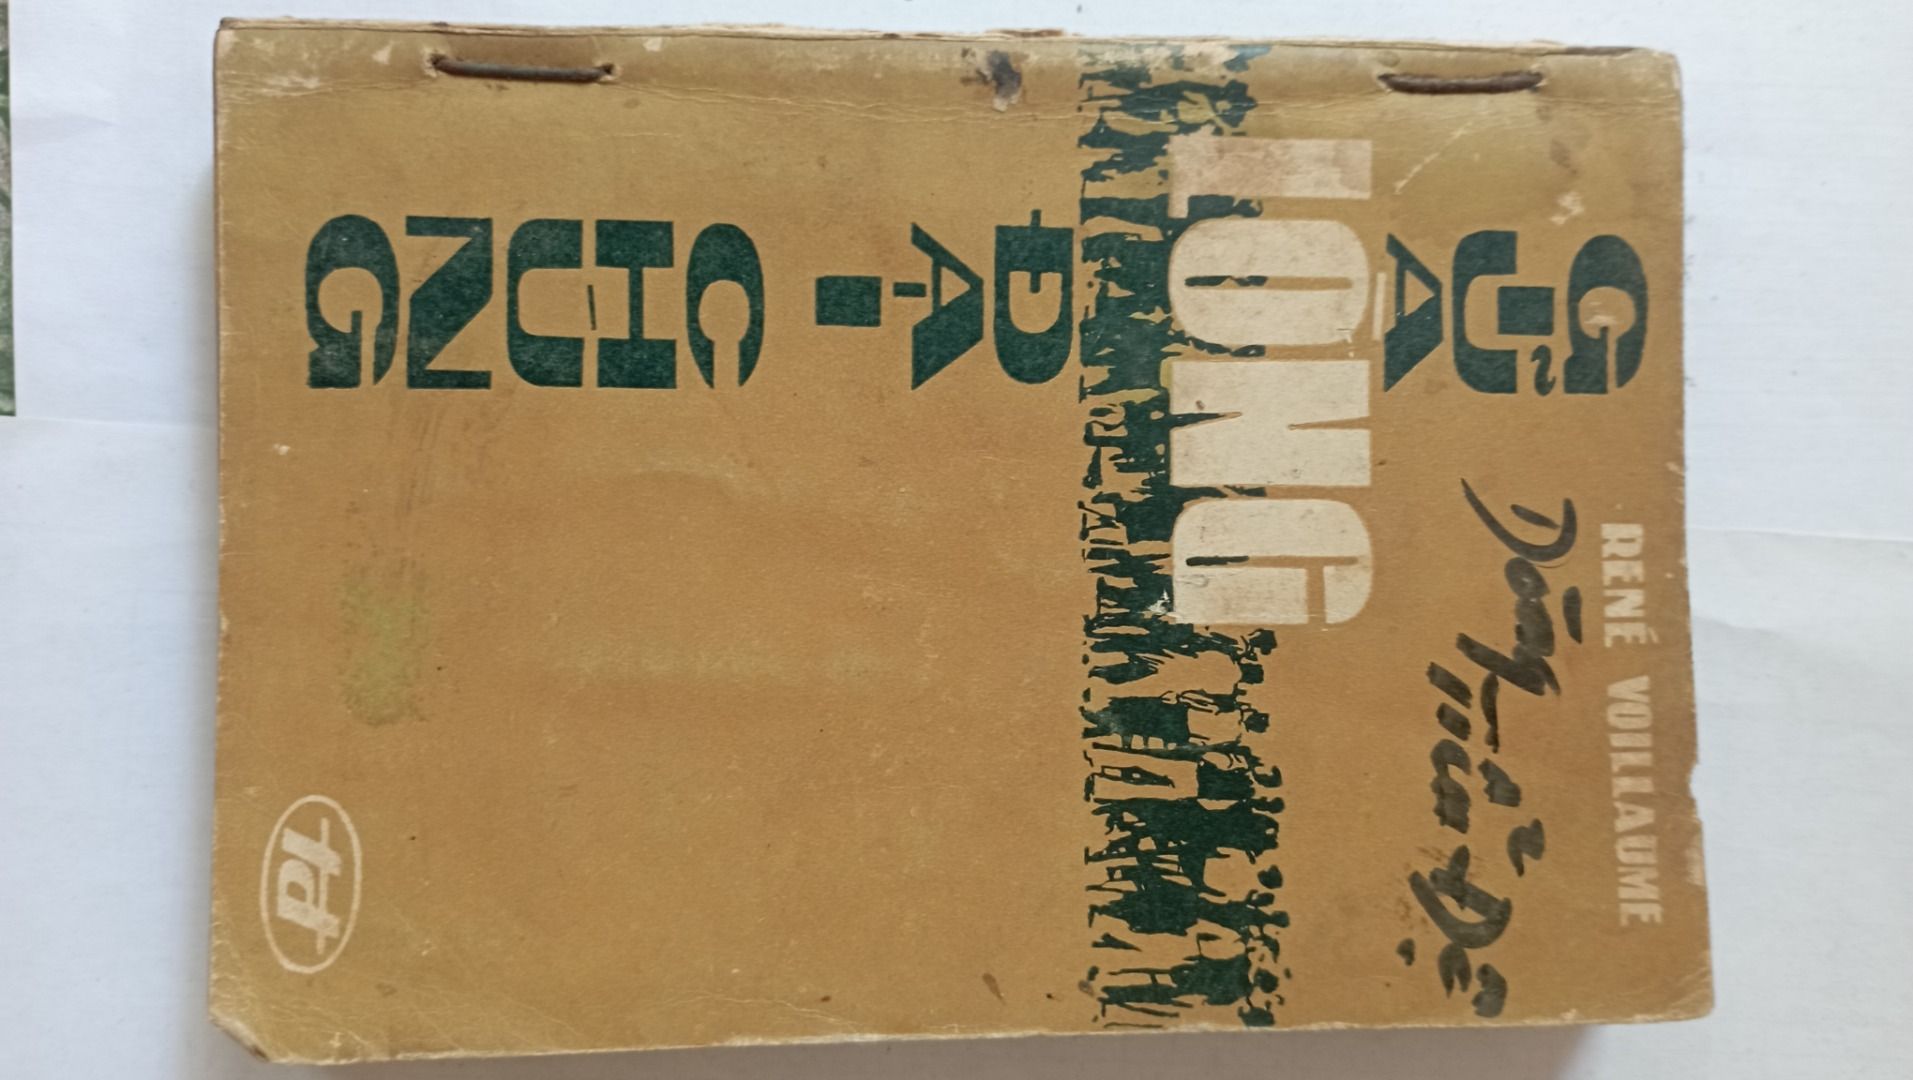 RENÉ VOILLAUME
GIỮA
Dòng Tiểu Đệ
LÒNG
ĐẠI
CHÚNG
td